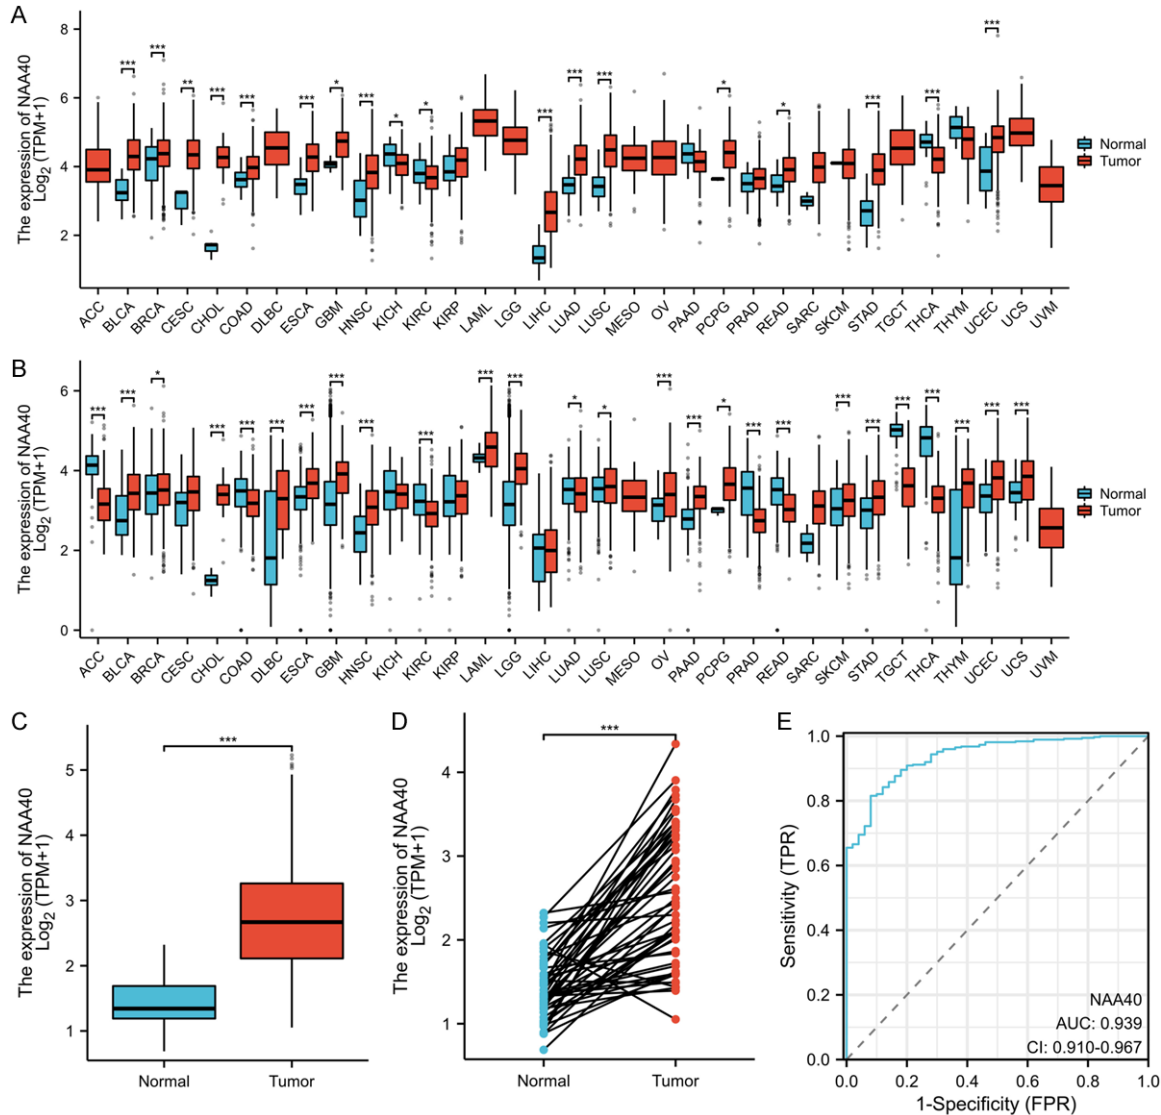 A
The expression of NAA40
Log2 (TPM+1)
8
6
4
2
*** *** ** *** *** *** * *** * * *** *** *** * * *** *** ***
Normal
Tumor
ACC BLCA BRCA CESC CHOL COAD DLBC ESCA GBM HNSC KICH KIRC KIRP LAML LGG LIHC LUAD LUSC MESO OV PAAD PCPG PRAD READ SARC SKCM STAD TGCT THCA THYM UCEC UCS UVM
B
The expression of NAA40
Log2 (TPM+1)
6
4
2
0
*** *** * *** *** *** *** *** *** *** *** *** * * *** *** * *** *** *** *** *** *** *** *** ***
Normal
Tumor
ACC BLCA BRCA CESC CHOL COAD DLBC ESCA GBM HNSC KICH KIRC KIRP LAML LGG LIHC LUAD LUSC MESO OV PAAD PCPG PRAD READ SARC SKCM STAD TGCT THCA THYM UCEC UCS UVM
C
The expression of NAA40
Log2 (TPM+1)
5
4
3
2
1
***
Normal Tumor
D
The expression of NAA40
Log2 (TPM+1)
4
3
2
1
***
Normal Tumor
E
Sensitivity (TPR)
1.0
0.8
0.6
0.4
0.2
0.0
NAA40
AUC: 0.939
CI: 0.910-0.967
0.0 0.2 0.4 0.6 0.8 1.0
1-Specificity (FPR)